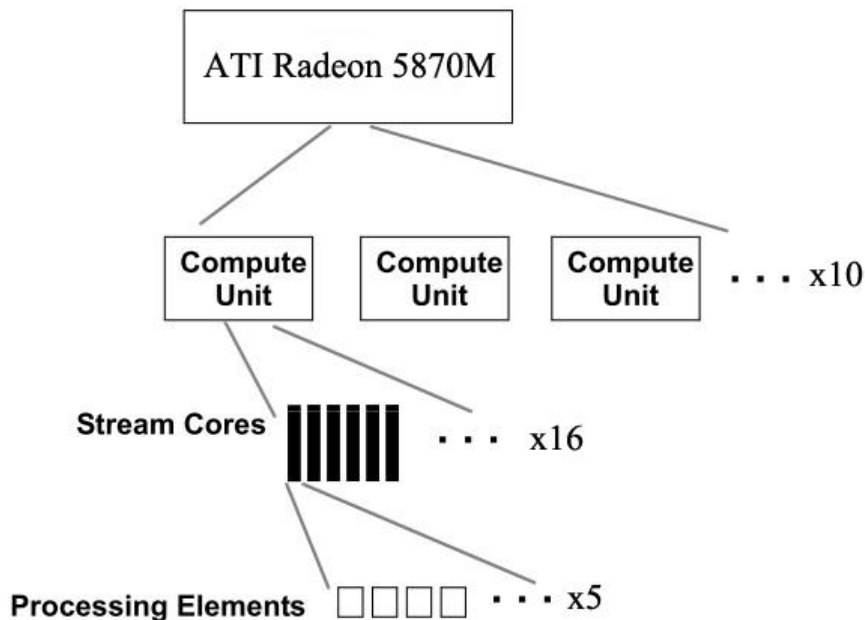 ATI Radeon 5870M
Compute
Unit
Compute
Unit
Compute
Unit
. . . x10
Stream Cores
. . . x16
Processing Elements
. . . x5